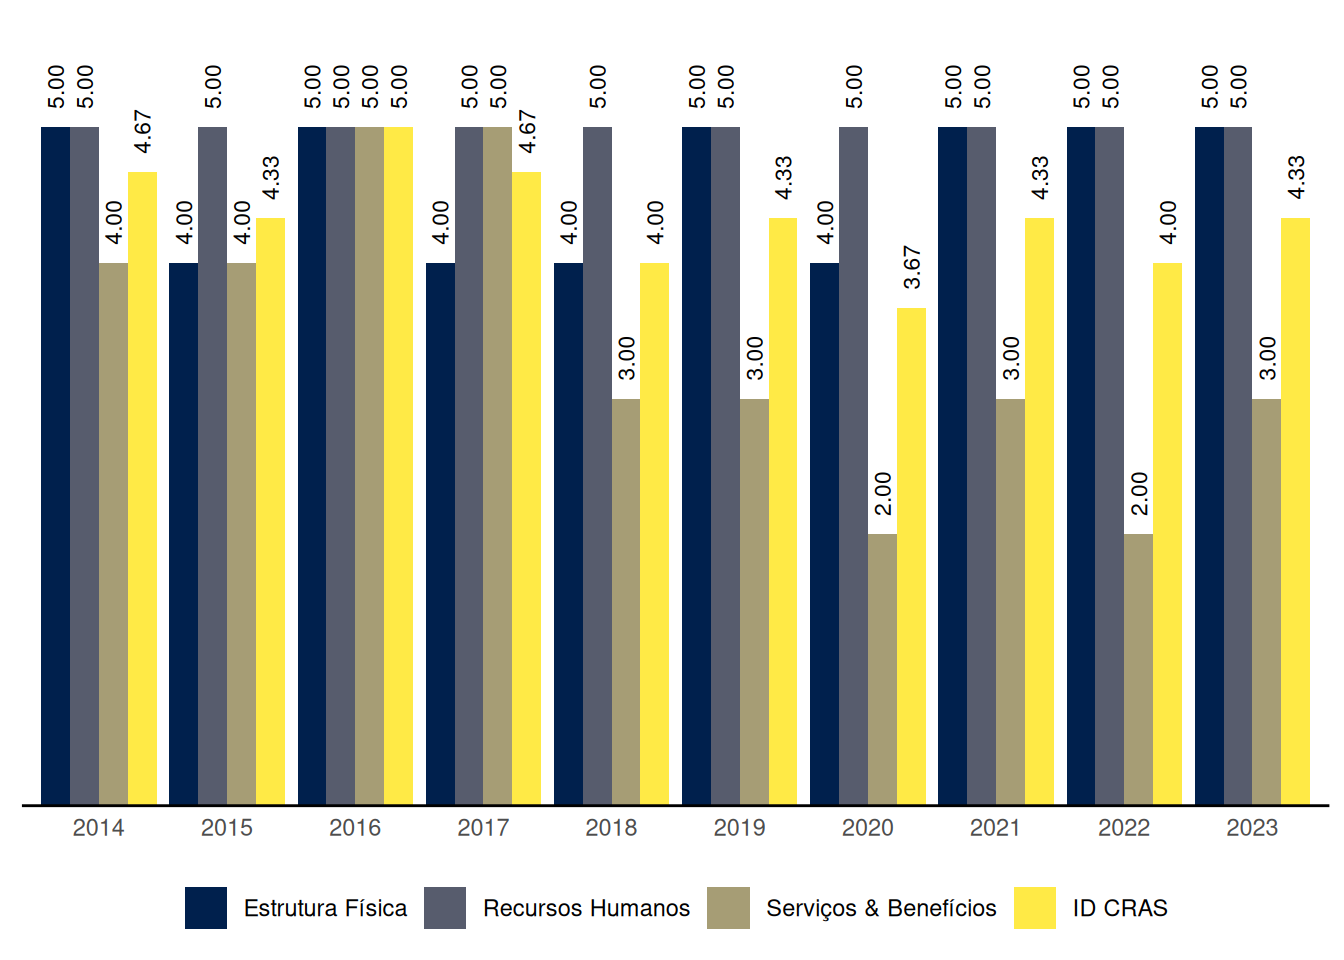 5.00 5.00 4.00 4.67
4.00 5.00 4.00 4.33
5.00 5.00 5.00 5.00
4.00 5.00 5.00 4.67
4.00 5.00 3.00 4.00
5.00 5.00 3.00 4.33
4.00 5.00 2.00 3.67
5.00 5.00 3.00 4.33
5.00 5.00 2.00 4.00
5.00 5.00 3.00 4.33
2014 2015 2016 2017 2018 2019 2020 2021 2022 2023
Estrutura Física Recursos Humanos Serviços & Benefícios ID CRAS